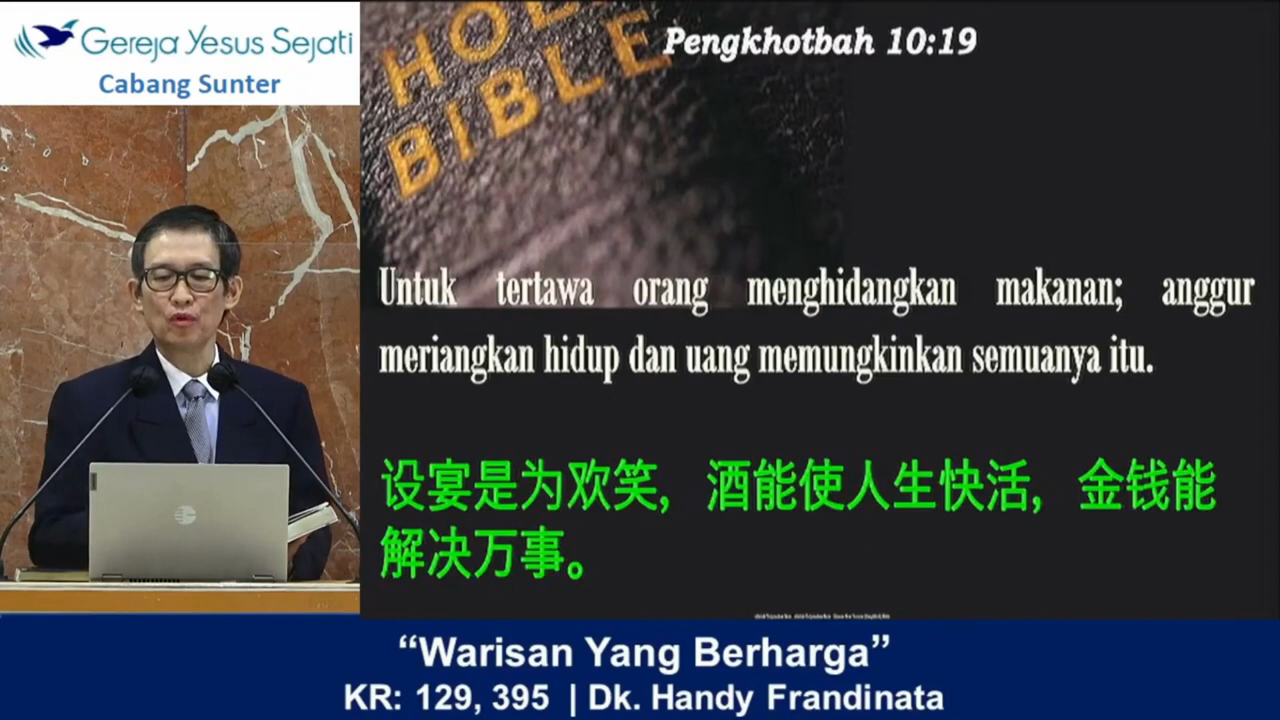 Gereja Yesus Sejati
Cabang Sunter
HOLY
BIBLE
Pengkhotbah 10:19
Untuk tertawa orang menghidangkan makanan; anggur
meriangkan hidup dan uang memungkinkan semuanya itu.
设宴是为欢笑，酒能使人生快活，金钱能
解决万事。
“Warisan Yang Berharga”
KR: 129, 395 | Dk. Handy Frandinata